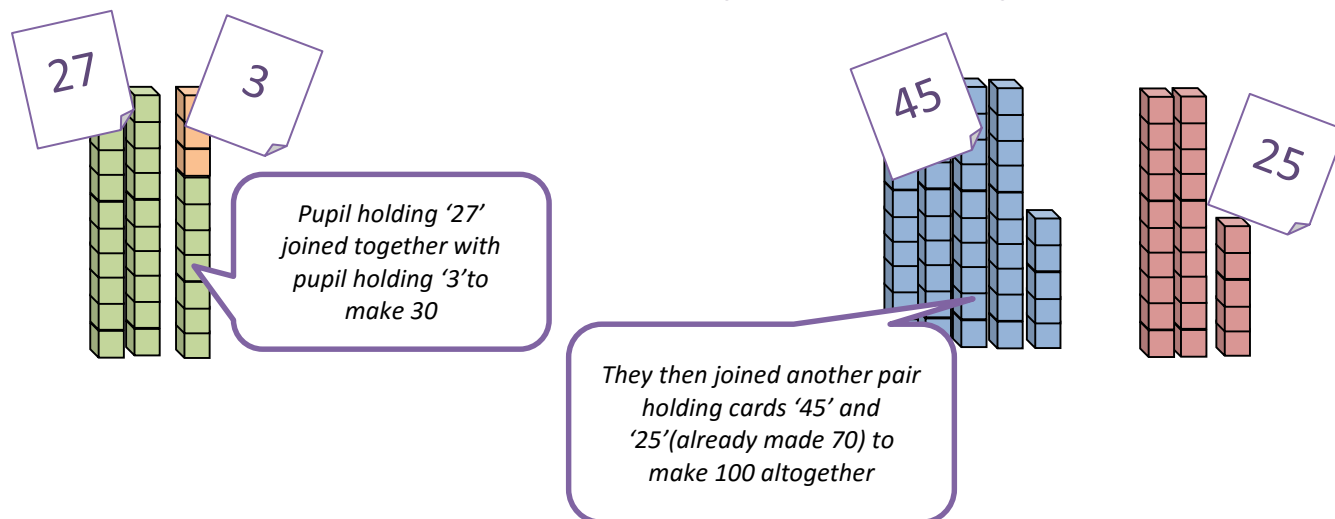 27
3
45
25
Pupil holding ‘27’
joined together with
pupil holding ‘3’to
make 30
They then joined another pair
holding cards ‘45’ and
‘25’(already made 70) to
make 100 altogether